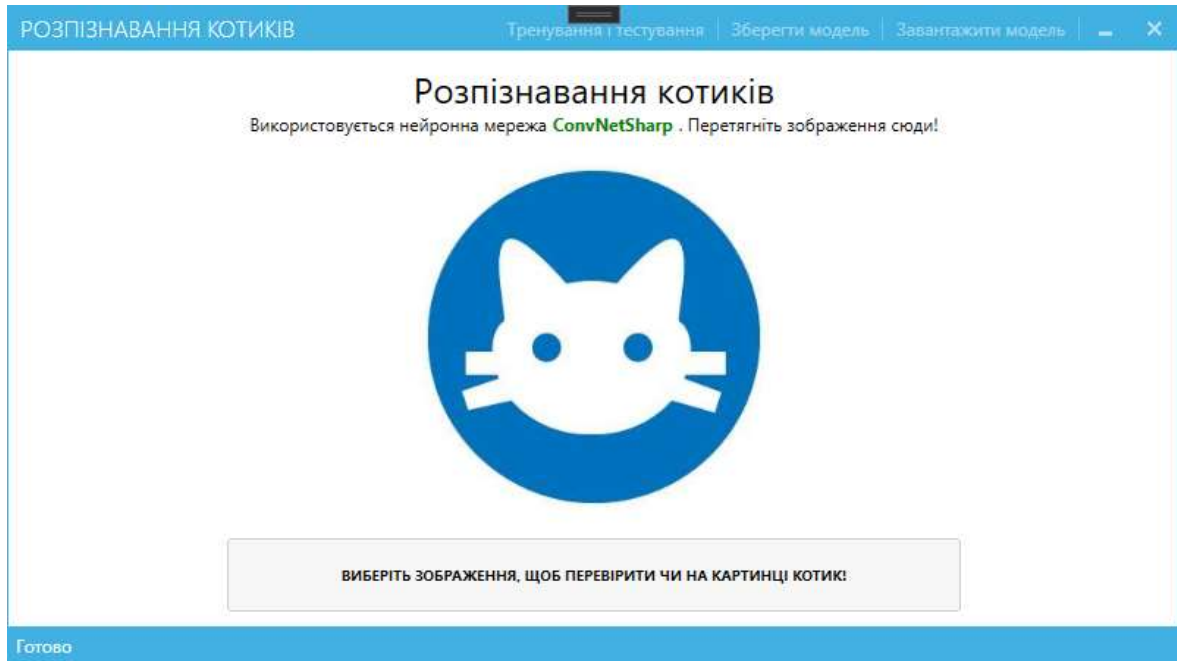 РОЗПІЗНАВАННЯ КОТИКІВ
Тренування і тестування
Зберегти модель
Завантажити модель
Розпізнавання котиків
Використовується нейронна мережа ConvNetSharp . Перетягніть зображення сюди!
ВИБЕРІТЬ ЗОБРАЖЕННЯ, ЩОБ ПЕРЕВІРИТИ ЧИ НА КАРТИНЦІ КОТИК!
Готово